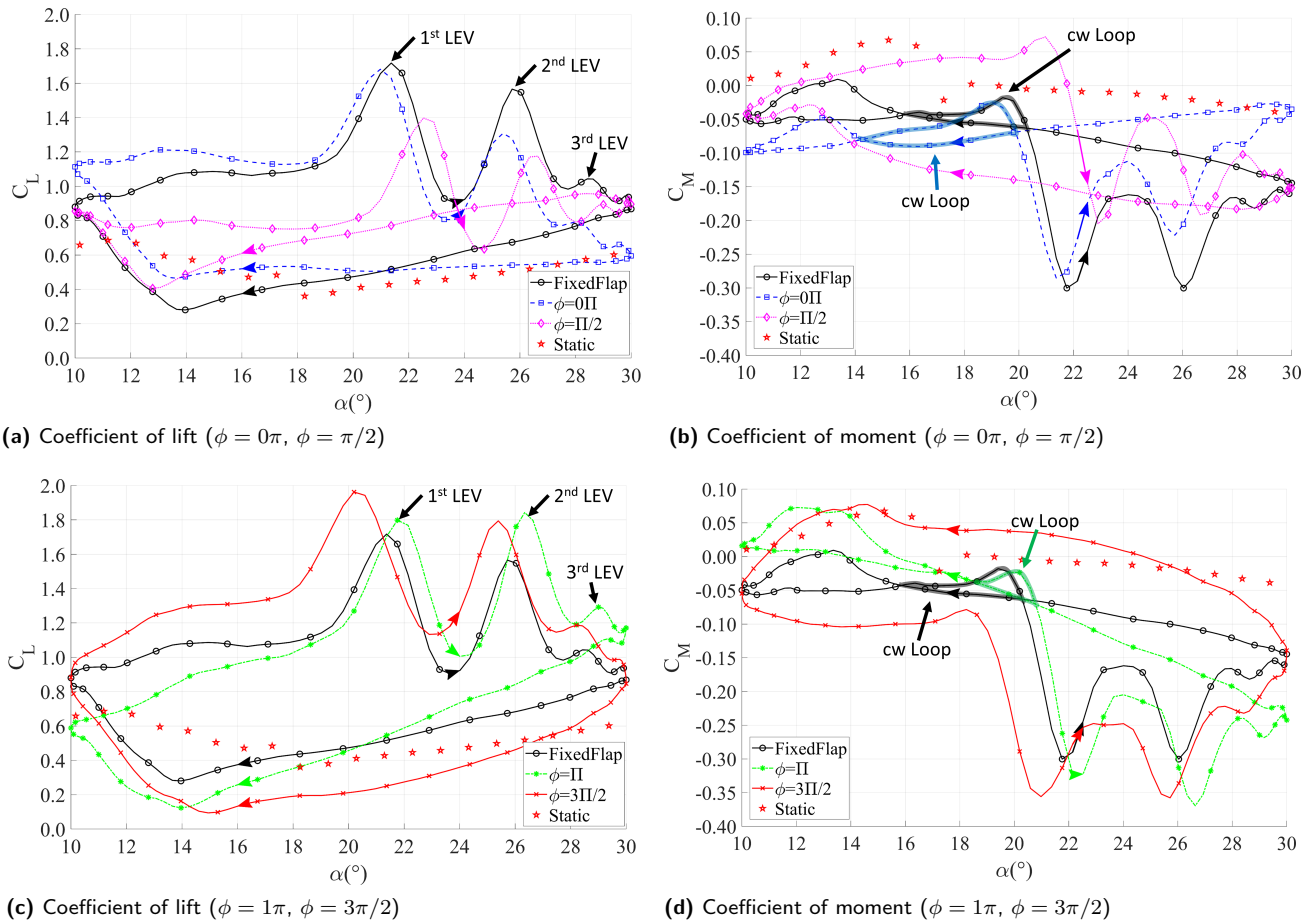 2.0
1.8
1.6
1.4
1.2
1.0
0.8
0.6
0.4
0.2
0.0
C_L
1st LEV
2nd LEV
3rd LEV
FixedFlap
ϕ=0Π
ϕ=Π/2
Static
10 12 14 16 18 20 22 24 26 28 30
α(°)
(a) Coefficient of lift (ϕ = 0π, ϕ = π/2)
0.10
0.05
0.00
-0.05
-0.10
-0.15
-0.20
-0.25
-0.30
-0.35
-0.40
C_M
cw Loop
cw Loop
FixedFlap
ϕ=0Π
ϕ=Π/2
Static
10 12 14 16 18 20 22 24 26 28 30
α(°)
(b) Coefficient of moment (ϕ = 0π, ϕ = π/2)
2.0
1.8
1.6
1.4
1.2
1.0
0.8
0.6
0.4
0.2
0.0
C_L
1st LEV
2nd LEV
3rd LEV
FixedFlap
ϕ=Π
ϕ=3Π/2
Static
10 12 14 16 18 20 22 24 26 28 30
α(°)
(c) Coefficient of lift (ϕ = 1π, ϕ = 3π/2)
0.10
0.05
0.00
-0.05
-0.10
-0.15
-0.20
-0.25
-0.30
-0.35
-0.40
C_M
cw Loop
cw Loop
FixedFlap
ϕ=Π
ϕ=3Π/2
Static
10 12 14 16 18 20 22 24 26 28 30
α(°)
(d) Coefficient of moment (ϕ = 1π, ϕ = 3π/2)